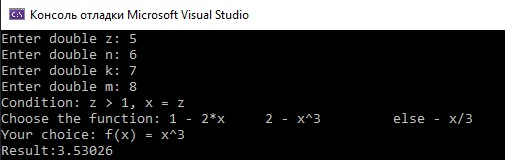 Консоль отладки Microsoft Visual Studio
Enter double z: 5
Enter double n: 6
Enter double k: 7
Enter double m: 8
Condition: z > 1, x = z
Choose the function: 1 - 2*x     2 - x^3         else - x/3
Your choice: f(x) = x^3
Result:3.53026